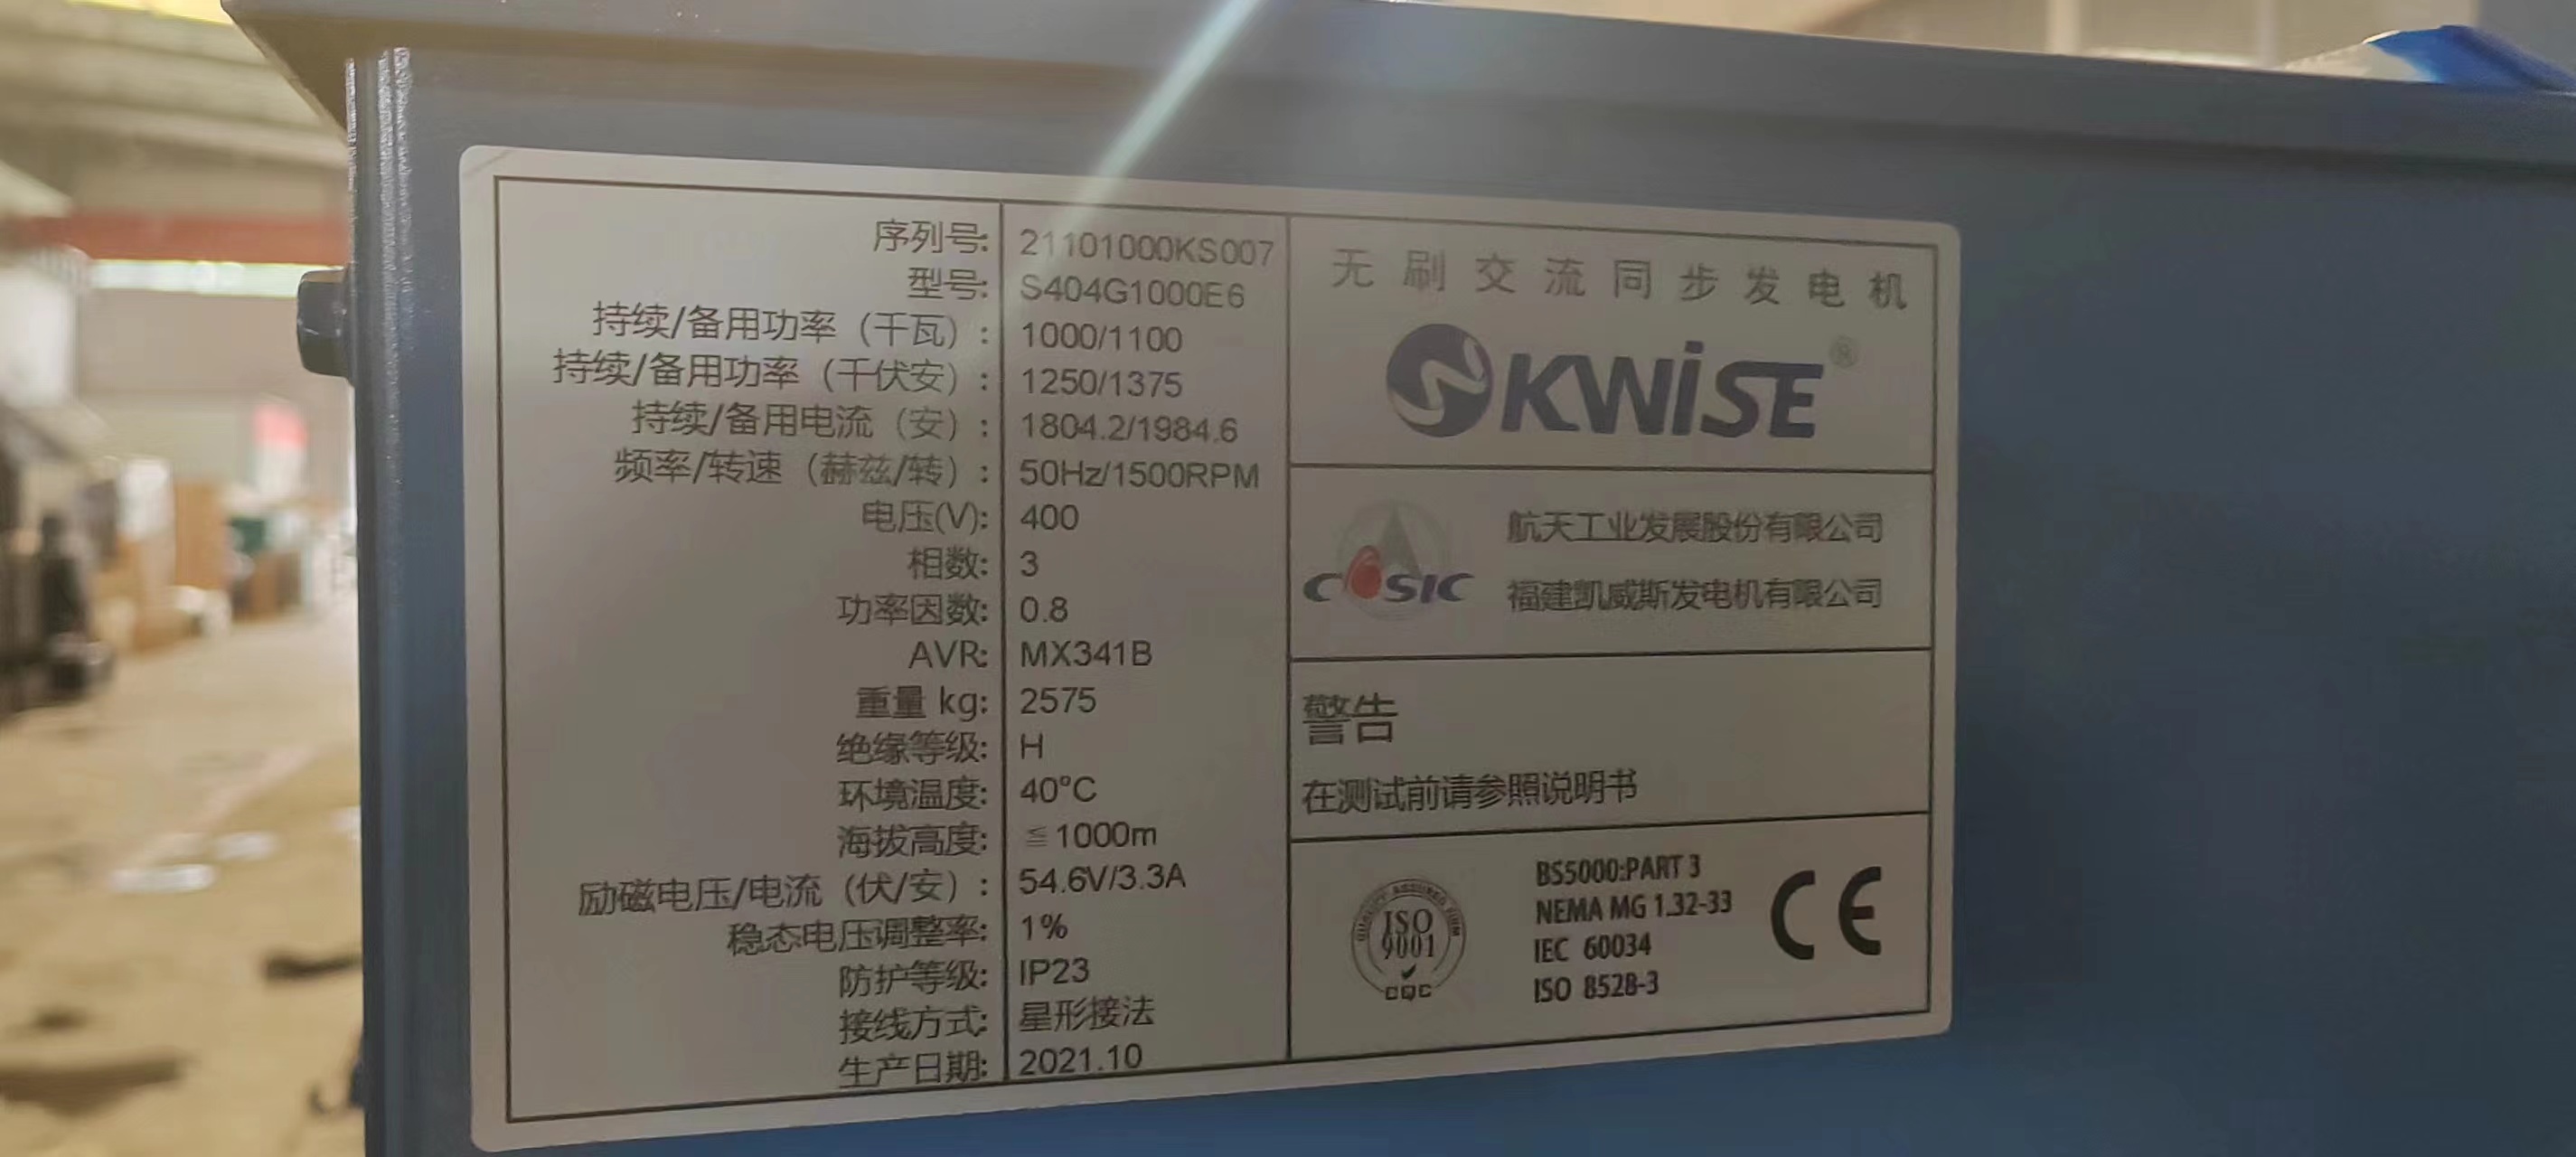 序列号: 21101000KS007
型号: S404G1000E6
持续/备用功率（千瓦）: 1000/1100
持续/备用功率（千伏安）: 1250/1375
持续/备用电流（安）: 1804.2/1984.6
频率/转速（赫兹/转）: 50Hz/1500RPM
电压(V): 400
相数: 3
功率因数: 0.8
AVR: MX341B
重量 kg: 2575
绝缘等级: H
环境温度: 40°C
海拔高度: ≦1000m
励磁电压/电流（伏/安）: 54.6V/3.3A
稳态电压调整率: 1%
防护等级: IP23
接线方式: 星形接法
生产日期: 2021.10
无刷交流同步发电机
KWiSE®
CASIC
航天工业发展股份有限公司
福建凯威斯发电机有限公司
警告
在测试前请参照说明书
QUALITY ASSURED FIRM
ISO
9001
CQC
BS5000:PART 3
NEMA MG 1.32-33
IEC 60034
ISO 8528-3
CE